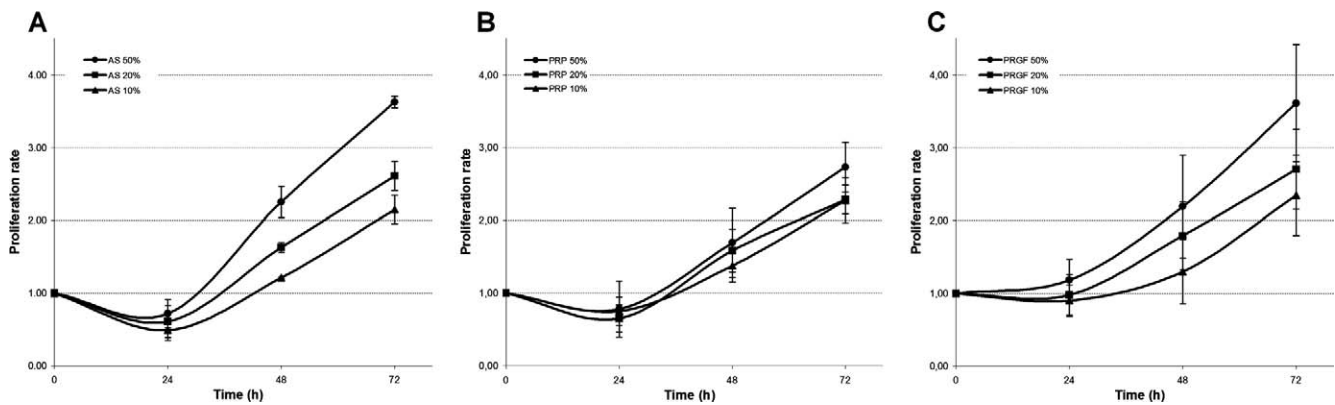 A
AS 50%
AS 20%
AS 10%
4,00
3,00
2,00
1,00
0.00
Proliferation rate
0
24
48
72
Time (h)
B
PRP 50%
PRP 20%
PRP 10%
4,00
3,00
2,00
1,00
0,00
Proliferation rate
0
24
48
72
Time (h)
C
PRGF 50%
PRGF 20%
PRGF 10%
4,00
3,00
2,00
1,00
0,00
Proliferation rate
0
24
48
72
Time (h)